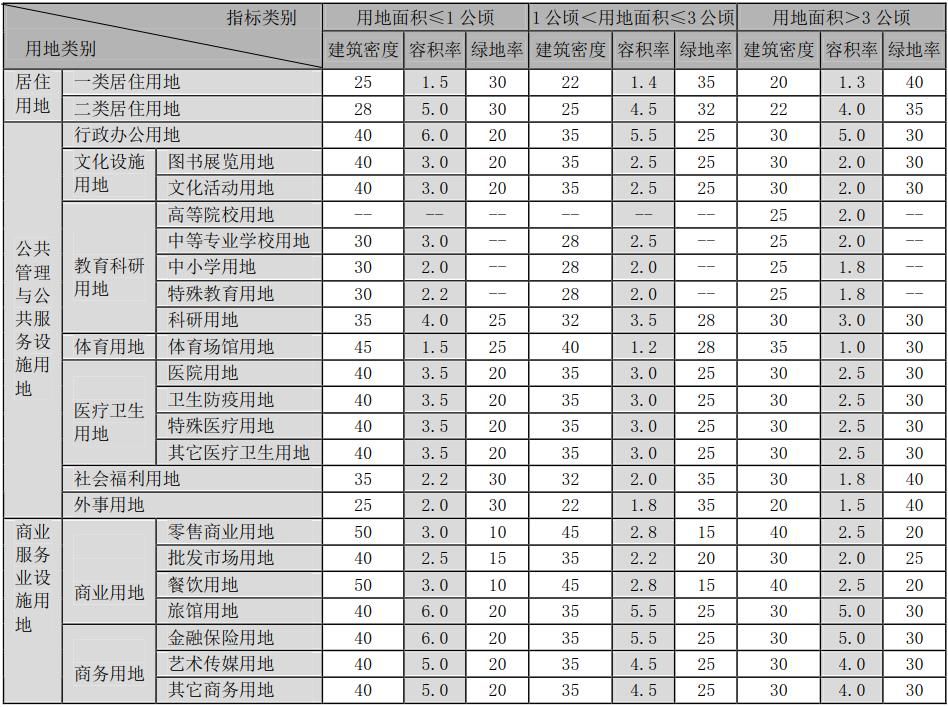 指标类别 用地面积≤1公顷 1公顷<用地面积≤3公顷 用地面积>3公顷
用地类别 建筑密度 容积率 绿地率 建筑密度 容积率 绿地率 建筑密度 容积率 绿地率
居住用地 一类居住用地 25 1.5 30 22 1.4 35 20 1.3 40
二类居住用地 28 5.0 30 25 4.5 32 22 4.0 35
公共管理与公共服务设施用地 行政办公用地 40 6.0 20 35 5.5 25 30 5.0 30
文化设施用地 图书展览用地 40 3.0 20 35 2.5 25 30 2.0 30
文化活动用地 40 3.0 20 35 2.5 25 30 2.0 30
教育科研用地 高等院校用地 -- -- -- -- -- -- 25 2.0 --
中等专业学校用地 30 3.0 -- 28 2.5 -- 25 2.0 --
中小学用地 30 2.0 -- 28 2.0 -- 25 1.8 --
特殊教育用地 30 2.2 -- 28 2.0 -- 25 1.8 --
科研用地 35 4.0 25 32 3.5 28 30 3.0 30
体育用地 体育场馆用地 45 1.5 25 40 1.2 28 35 1.0 30
医疗卫生用地 医院用地 40 3.5 20 35 3.0 25 30 2.5 30
卫生防疫用地 40 3.5 20 35 3.0 25 30 2.5 30
特殊医疗用地 40 3.5 20 35 3.0 25 30 2.5 30
其它医疗卫生用地 40 3.5 20 35 3.0 25 30 2.5 30
社会福利用地 35 2.2 30 32 2.0 35 30 1.8 40
外事用地 25 2.0 30 22 1.8 35 20 1.5 40
商业服务业设施用地 商业用地 零售商业用地 50 3.0 10 45 2.8 15 40 2.5 20
批发市场用地 40 2.5 15 35 2.2 20 30 2.0 25
餐饮用地 50 3.0 10 45 2.8 15 40 2.5 20
旅馆用地 40 6.0 20 35 5.5 25 30 5.0 30
商务用地 金融保险用地 40 6.0 20 35 5.5 25 30 5.0 30
艺术传媒用地 40 5.0 20 35 4.5 25 30 4.0 30
其它商务用地 40 5.0 20 35 4.5 25 30 4.0 30